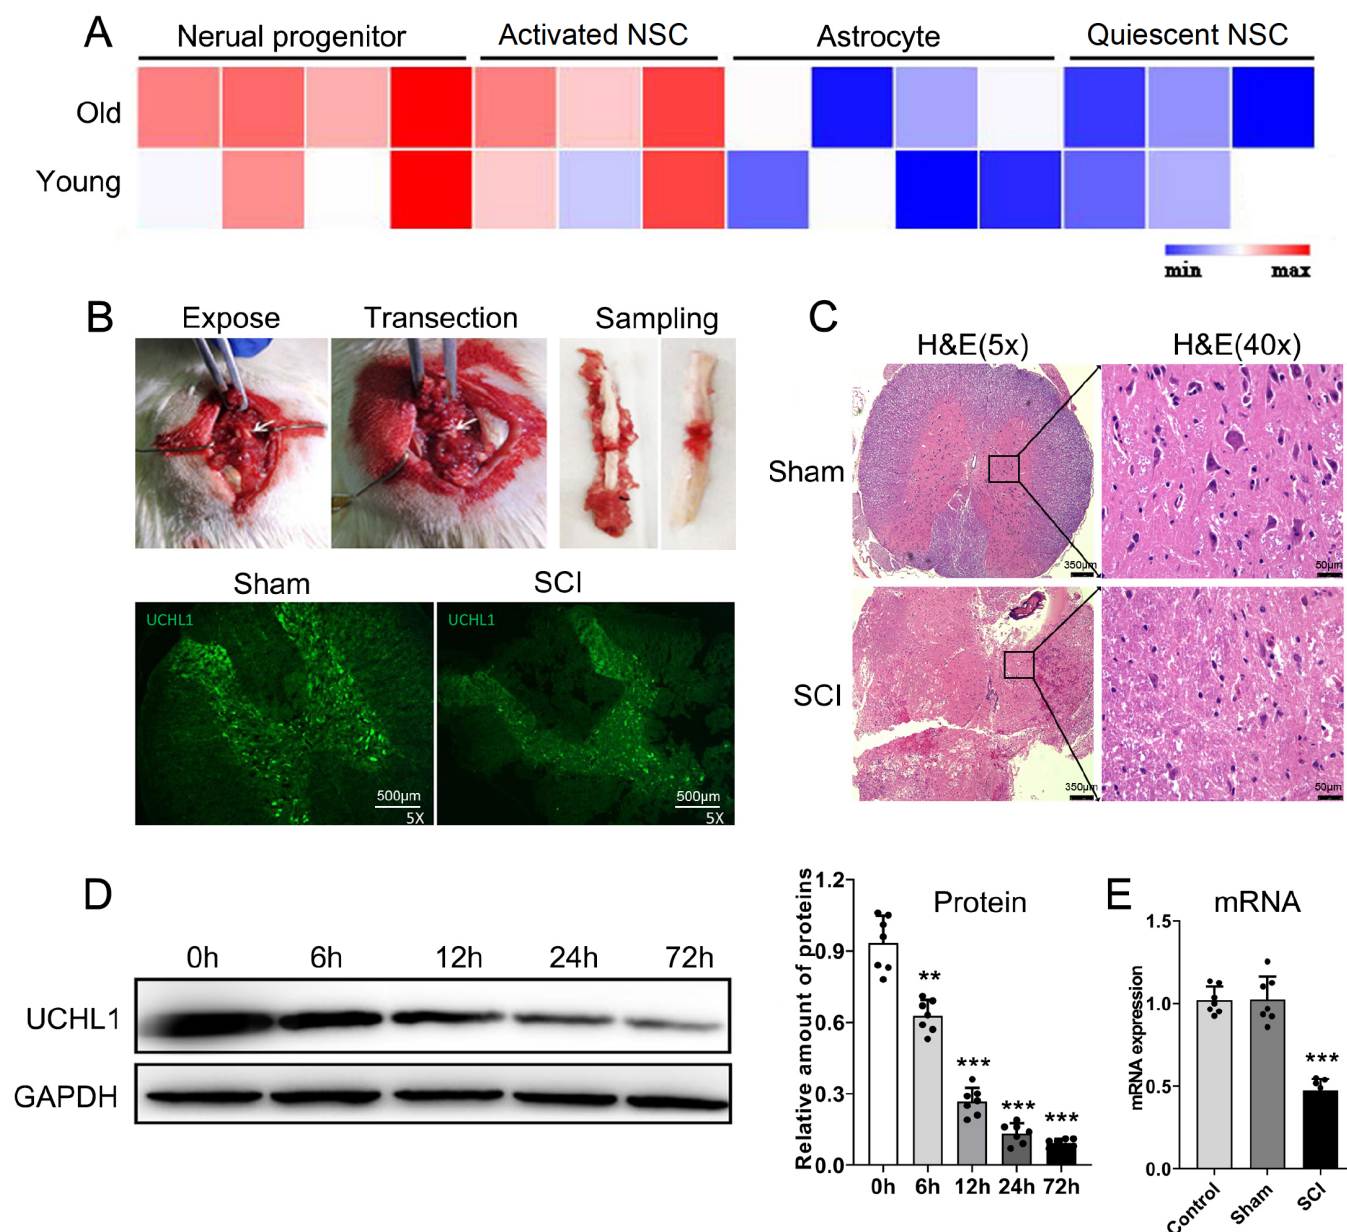 A
Nerual progenitor Activated NSC Astrocyte Quiescent NSC
Old
Young
min max
B
Expose Transection Sampling
Sham SCI
UCHL1 UCHL1
500μm 500μm
5X 5X
C
H&E(5x) H&E(40x)
Sham
350μm 50μm
SCI
350μm 50μm
D
0h 6h 12h 24h 72h
UCHL1
GAPDH
Protein
Relative amount of proteins
1.2
0.9
0.6
0.3
0.0
**
***
***
***
0h 6h 12h 24h 72h
E
mRNA
mRNA expression
1.5
1.0
0.5
0.0
***
Control Sham SCI